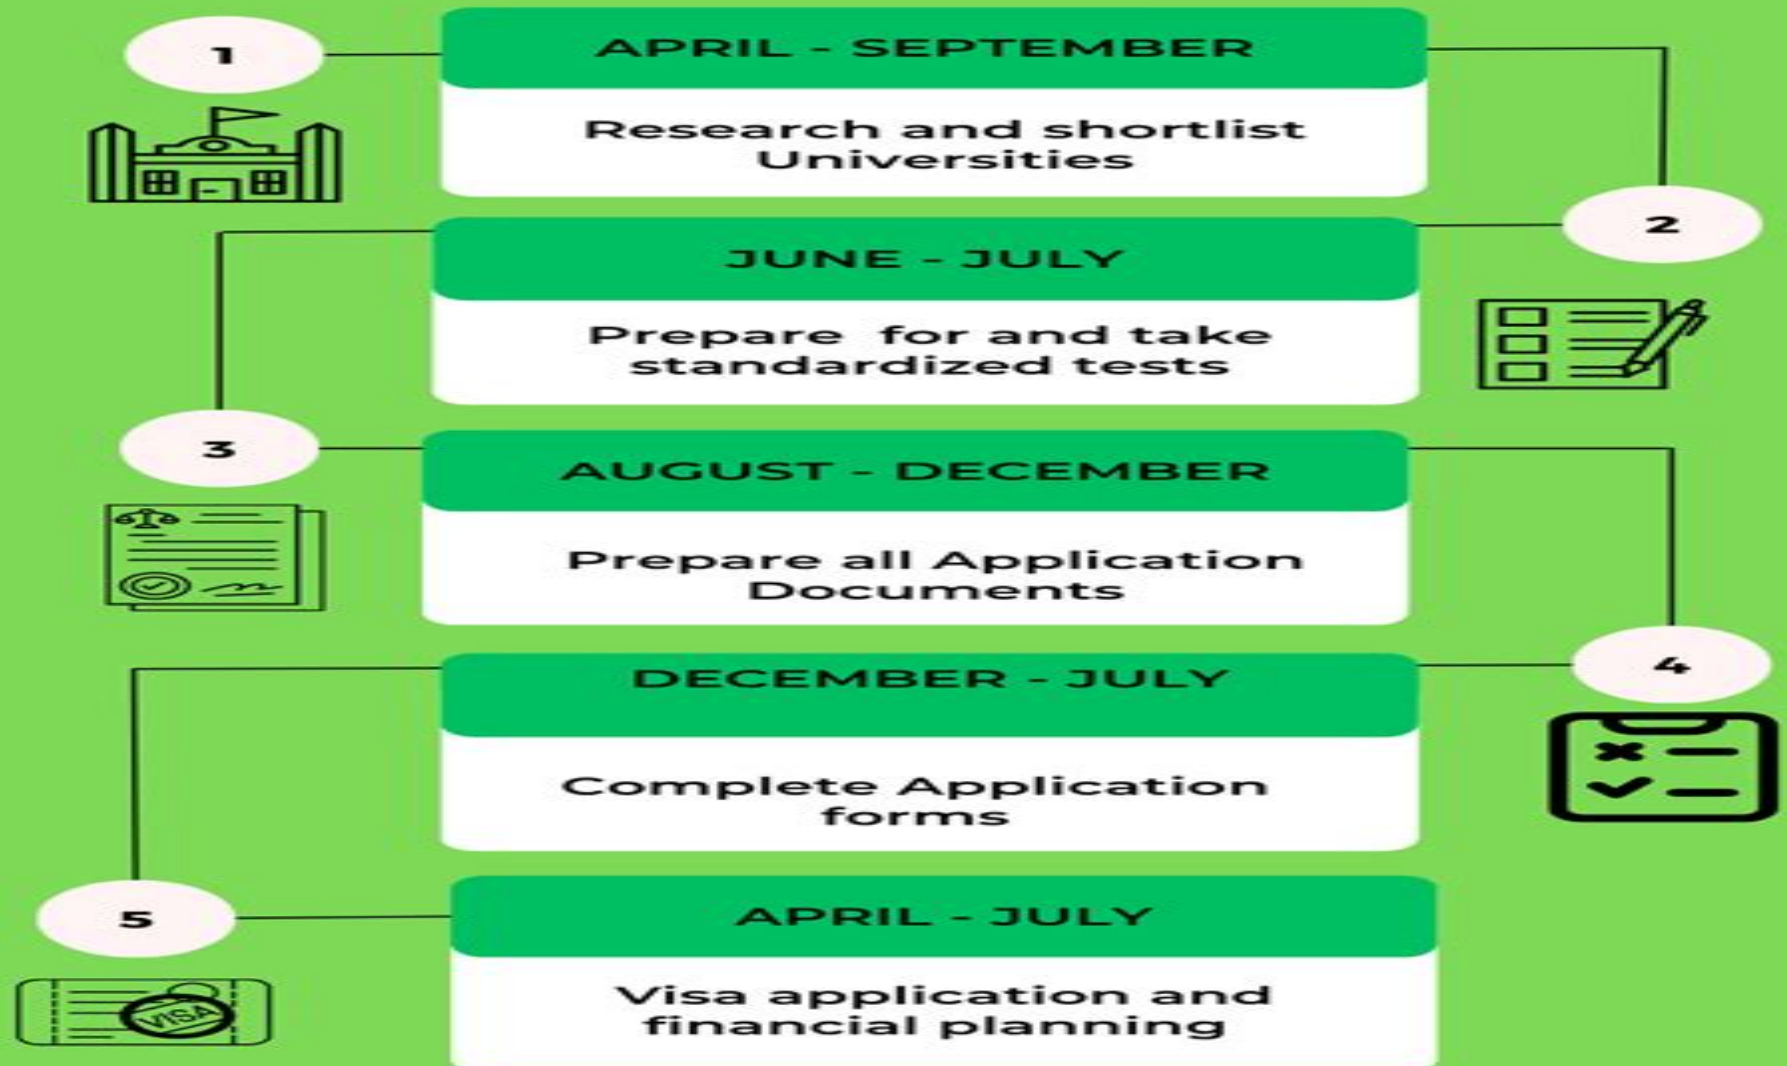 1
APRIL - SEPTEMBER
Research and shortlist
Universities
2
JUNE - JULY
Prepare for and take
standardized tests
3
AUGUST - DECEMBER
Prepare all Application
Documents
4
DECEMBER - JULY
Complete Application
forms
5
APRIL - JULY
Visa application and
financial planning
VISA